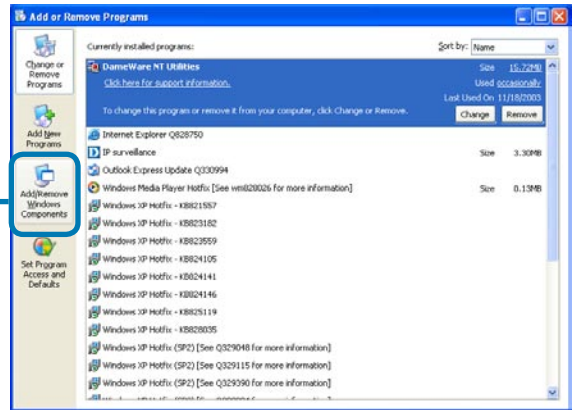 Add or Remove Programs
Change or
Remove
Programs
Add New
Programs
Add/Remove
Windows
Components
Set Program
Access and
Defaults
Currently installed programs:
Sort by: Name
DameWare NT Utilities Size 15.72MB
Click here for support information. Used occasionally
Last Used On 11/18/2003
To change this program or remove it from your computer, click Change or Remove. Change Remove
Internet Explorer Q828750
IP surveillance Size 3.30MB
Outlook Express Update Q330994
Windows Media Player Hotfix [See wm828026 for more information] Size 0.13MB
Windows XP Hotfix - KB821557
Windows XP Hotfix - KB823182
Windows XP Hotfix - KB823559
Windows XP Hotfix - KB824105
Windows XP Hotfix - KB824141
Windows XP Hotfix - KB824146
Windows XP Hotfix - KB825119
Windows XP Hotfix - KB828035
Windows XP Hotfix (SP2) [See Q329048 for more information]
Windows XP Hotfix (SP2) [See Q329115 for more information]
Windows XP Hotfix (SP2) [See Q329390 for more information]